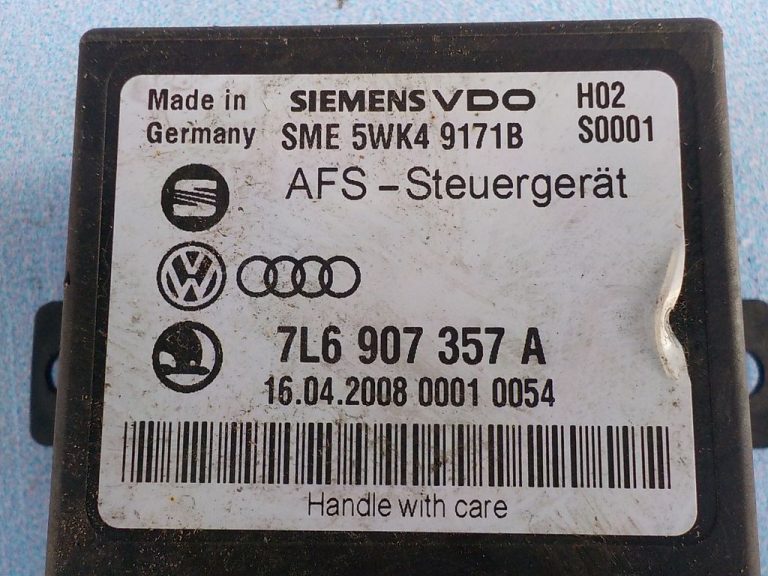 Made in SIEMENS VDO H02
Germany SME 5WK4 9171B S0001
AFS - Steuergerät
7L6 907 357 A
16.04.2008 0001 0054
Handle with care